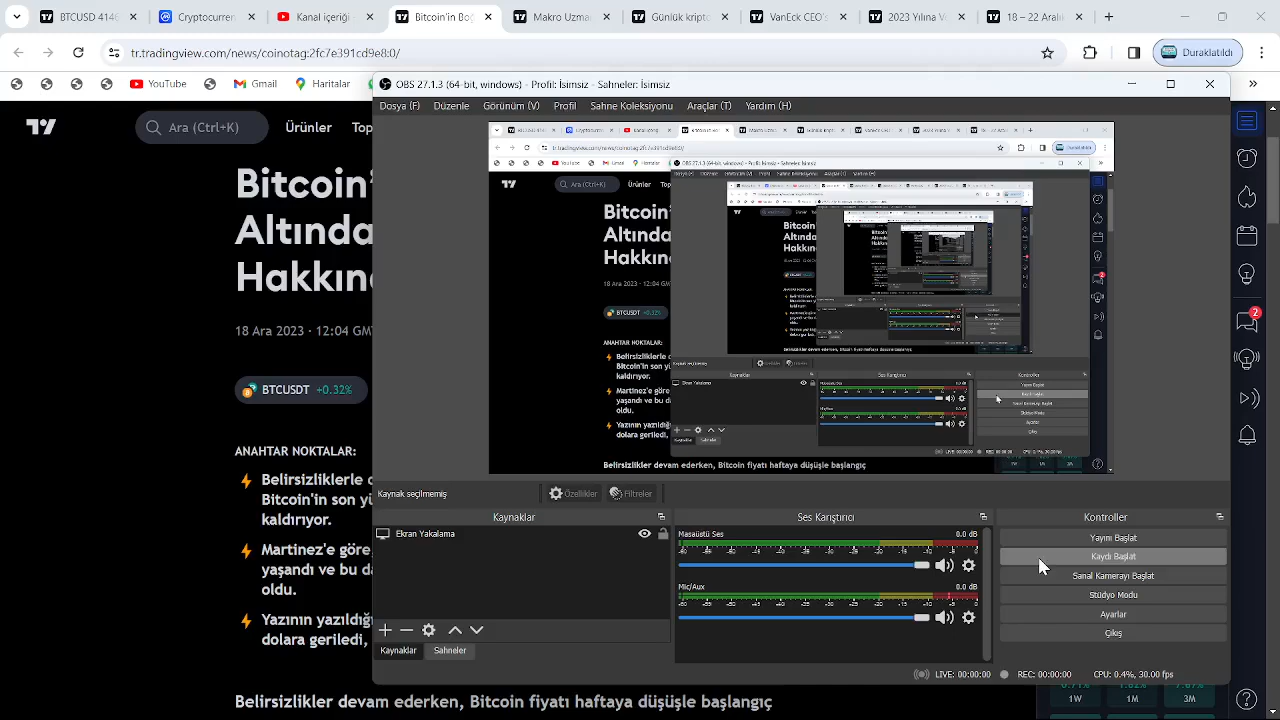 BTCUSD 4140
Cryptocurren
Kanal içeriği
Bitcoin'in Boğ
Makro Uzma
Günlük kripto
VanEck CEO's
2023 Yılına V
18 – 22 Aralık
tr.tradingview.com/news/coinotag:2fc7e391cd9e8:0/
Duraklatıldı
YouTube
Gmail
Haritalar
OBS 27.1.3 (64-bit, windows) - Profil: İsimsiz - Sahneler: İsimsiz
Dosya (F)
Düzenle
Görünüm (V)
Profil
Sahne Koleksiyonu
Araçlar (T)
Yardım (H)
Ara (Ctrl+K)
Ürünler
Top
Bitcoin'
Altında
Hakkınd
18 Ara 2023 • 12:04 GM
BTCUSDT +0.32%
ANAHTAR NOKTALAR:
Belirsizliklerle d
Bitcoin'in son yü
kaldırıyor.
Martinez'e göre
yaşandı ve bu da
oldu.
Yazının yazıldığ
dolara geriledi,
Belirsizlikler devam ederken, Bitcoin fiyatı haftaya düşüşle başlangıç
2
Kaynak seçilmemiş
Özellikler
Filtreler
Kaynaklar
Ekran Yakalama
Kaynaklar
Sahneler
Ses Karıştırıcı
Masaüstü Ses
0.0 dB
Mic/Aux
0.0 dB
Kontroller
Yayını Başlat
Kaydı Başlat
Sanal Kamerayı Başlat
Stüdyo Modu
Ayarlar
Çıkış
LIVE: 00:00:00
REC: 00:00:00
CPU: 0.4%, 30.00 fps
1W
1M
3M